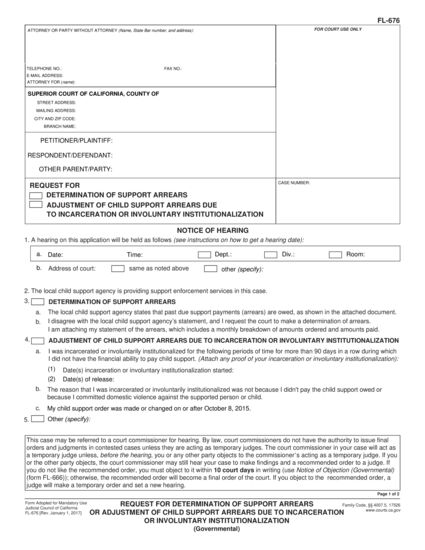 FL-676
ATTORNEY OR PARTY WITHOUT ATTORNEY (Name, State Bar number, and address):
FOR COURT USE ONLY
TELEPHONE NO.: FAX NO.:
E-MAIL ADDRESS:
ATTORNEY FOR (name):
SUPERIOR COURT OF CALIFORNIA, COUNTY OF
STREET ADDRESS:
MAILING ADDRESS:
CITY AND ZIP CODE:
BRANCH NAME:
PETITIONER/PLAINTIFF:
RESPONDENT/DEFENDANT:
OTHER PARENT/PARTY:
REQUEST FOR
DETERMINATION OF SUPPORT ARREARS
ADJUSTMENT OF CHILD SUPPORT ARREARS DUE
TO INCARCERATION OR INVOLUNTARY INSTITUTIONALIZATION
CASE NUMBER:
NOTICE OF HEARING
1. A hearing on this application will be held as follows (see instructions on how to get a hearing date):
a. Date: Time: Dept.: Div.: Room:
b. Address of court: same as noted above other (specify):
2. The local child support agency is providing support enforcement services in this case.
3. DETERMINATION OF SUPPORT ARREARS
a. The local child support agency states that past due support payments (arrears) are owed, as shown in the attached document.
b. I disagree with the local child support agency's statement, and I request the court to make a determination of arrears.
I am attaching my statement of the arrears, which includes a monthly breakdown of amounts ordered and amounts paid.
4. ADJUSTMENT OF CHILD SUPPORT ARREARS DUE TO INCARCERATION OR INVOLUNTARY INSTITUTIONALIZATION
a. I was incarcerated or involuntarily institutionalized for the following periods of time for more than 90 days in a row during which
I did not have the financial ability to pay child support. (Attach any proof of your incarceration or involuntary institutionalization):
(1) Date(s) incarceration or involuntary institutionalization started:
(2) Date(s) of release:
b. The reason that I was incarcerated or involuntarily institutionalized was not because I didn't pay the child support owed or
because I committed domestic violence against the supported person or child.
c. My child support order was made or changed on or after October 8, 2015.
5. Other (specify):
This case may be referred to a court commissioner for hearing. By law, court commissioners do not have the authority to issue final
orders and judgments in contested cases unless they are acting as temporary judges. The court commissioner in your case will act as
a temporary judge unless, before the hearing, you or any other party objects to the commissioner's acting as a temporary judge. If you
or the other party objects, the court commissioner may still hear your case to make findings and a recommended order to a judge. If
you do not like the recommended order, you must object to it within 10 court days in writing (use Notice of Objection (Governmental)
(form FL-666)); otherwise, the recommended order will become a final order of the court. If you object to the recommended order, a
judge will make a temporary order and set a new hearing.
Page 1 of 2
Form Adopted for Mandatory Use
Judicial Council of California
FL-676 [Rev. January 1, 2017]
REQUEST FOR DETERMINATION OF SUPPORT ARREARS
OR ADJUSTMENT OF CHILD SUPPORT ARREARS DUE TO INCARCERATION
OR INVOLUNTARY INSTITUTIONALIZATION
(Governmental)
Family Code, §§ 4007.5, 17526
www.courts.ca.gov